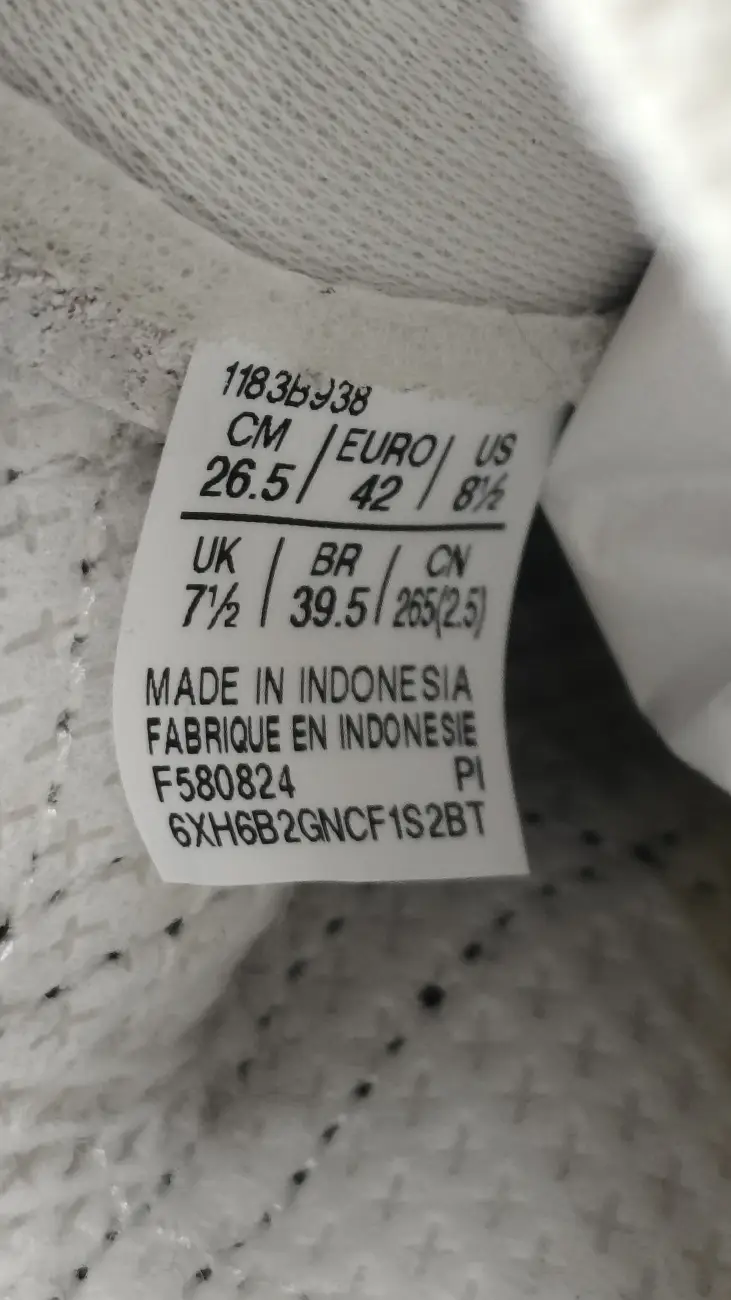 1183B938
CM / EURO / US
26.5 / 42 / 8½
UK / BR / CN
7½ / 39.5 / 265(2.5)
MADE IN INDONESIA
FABRIQUE EN INDONESIE
F580824 PI
6XH6B2GNCF1S2BT